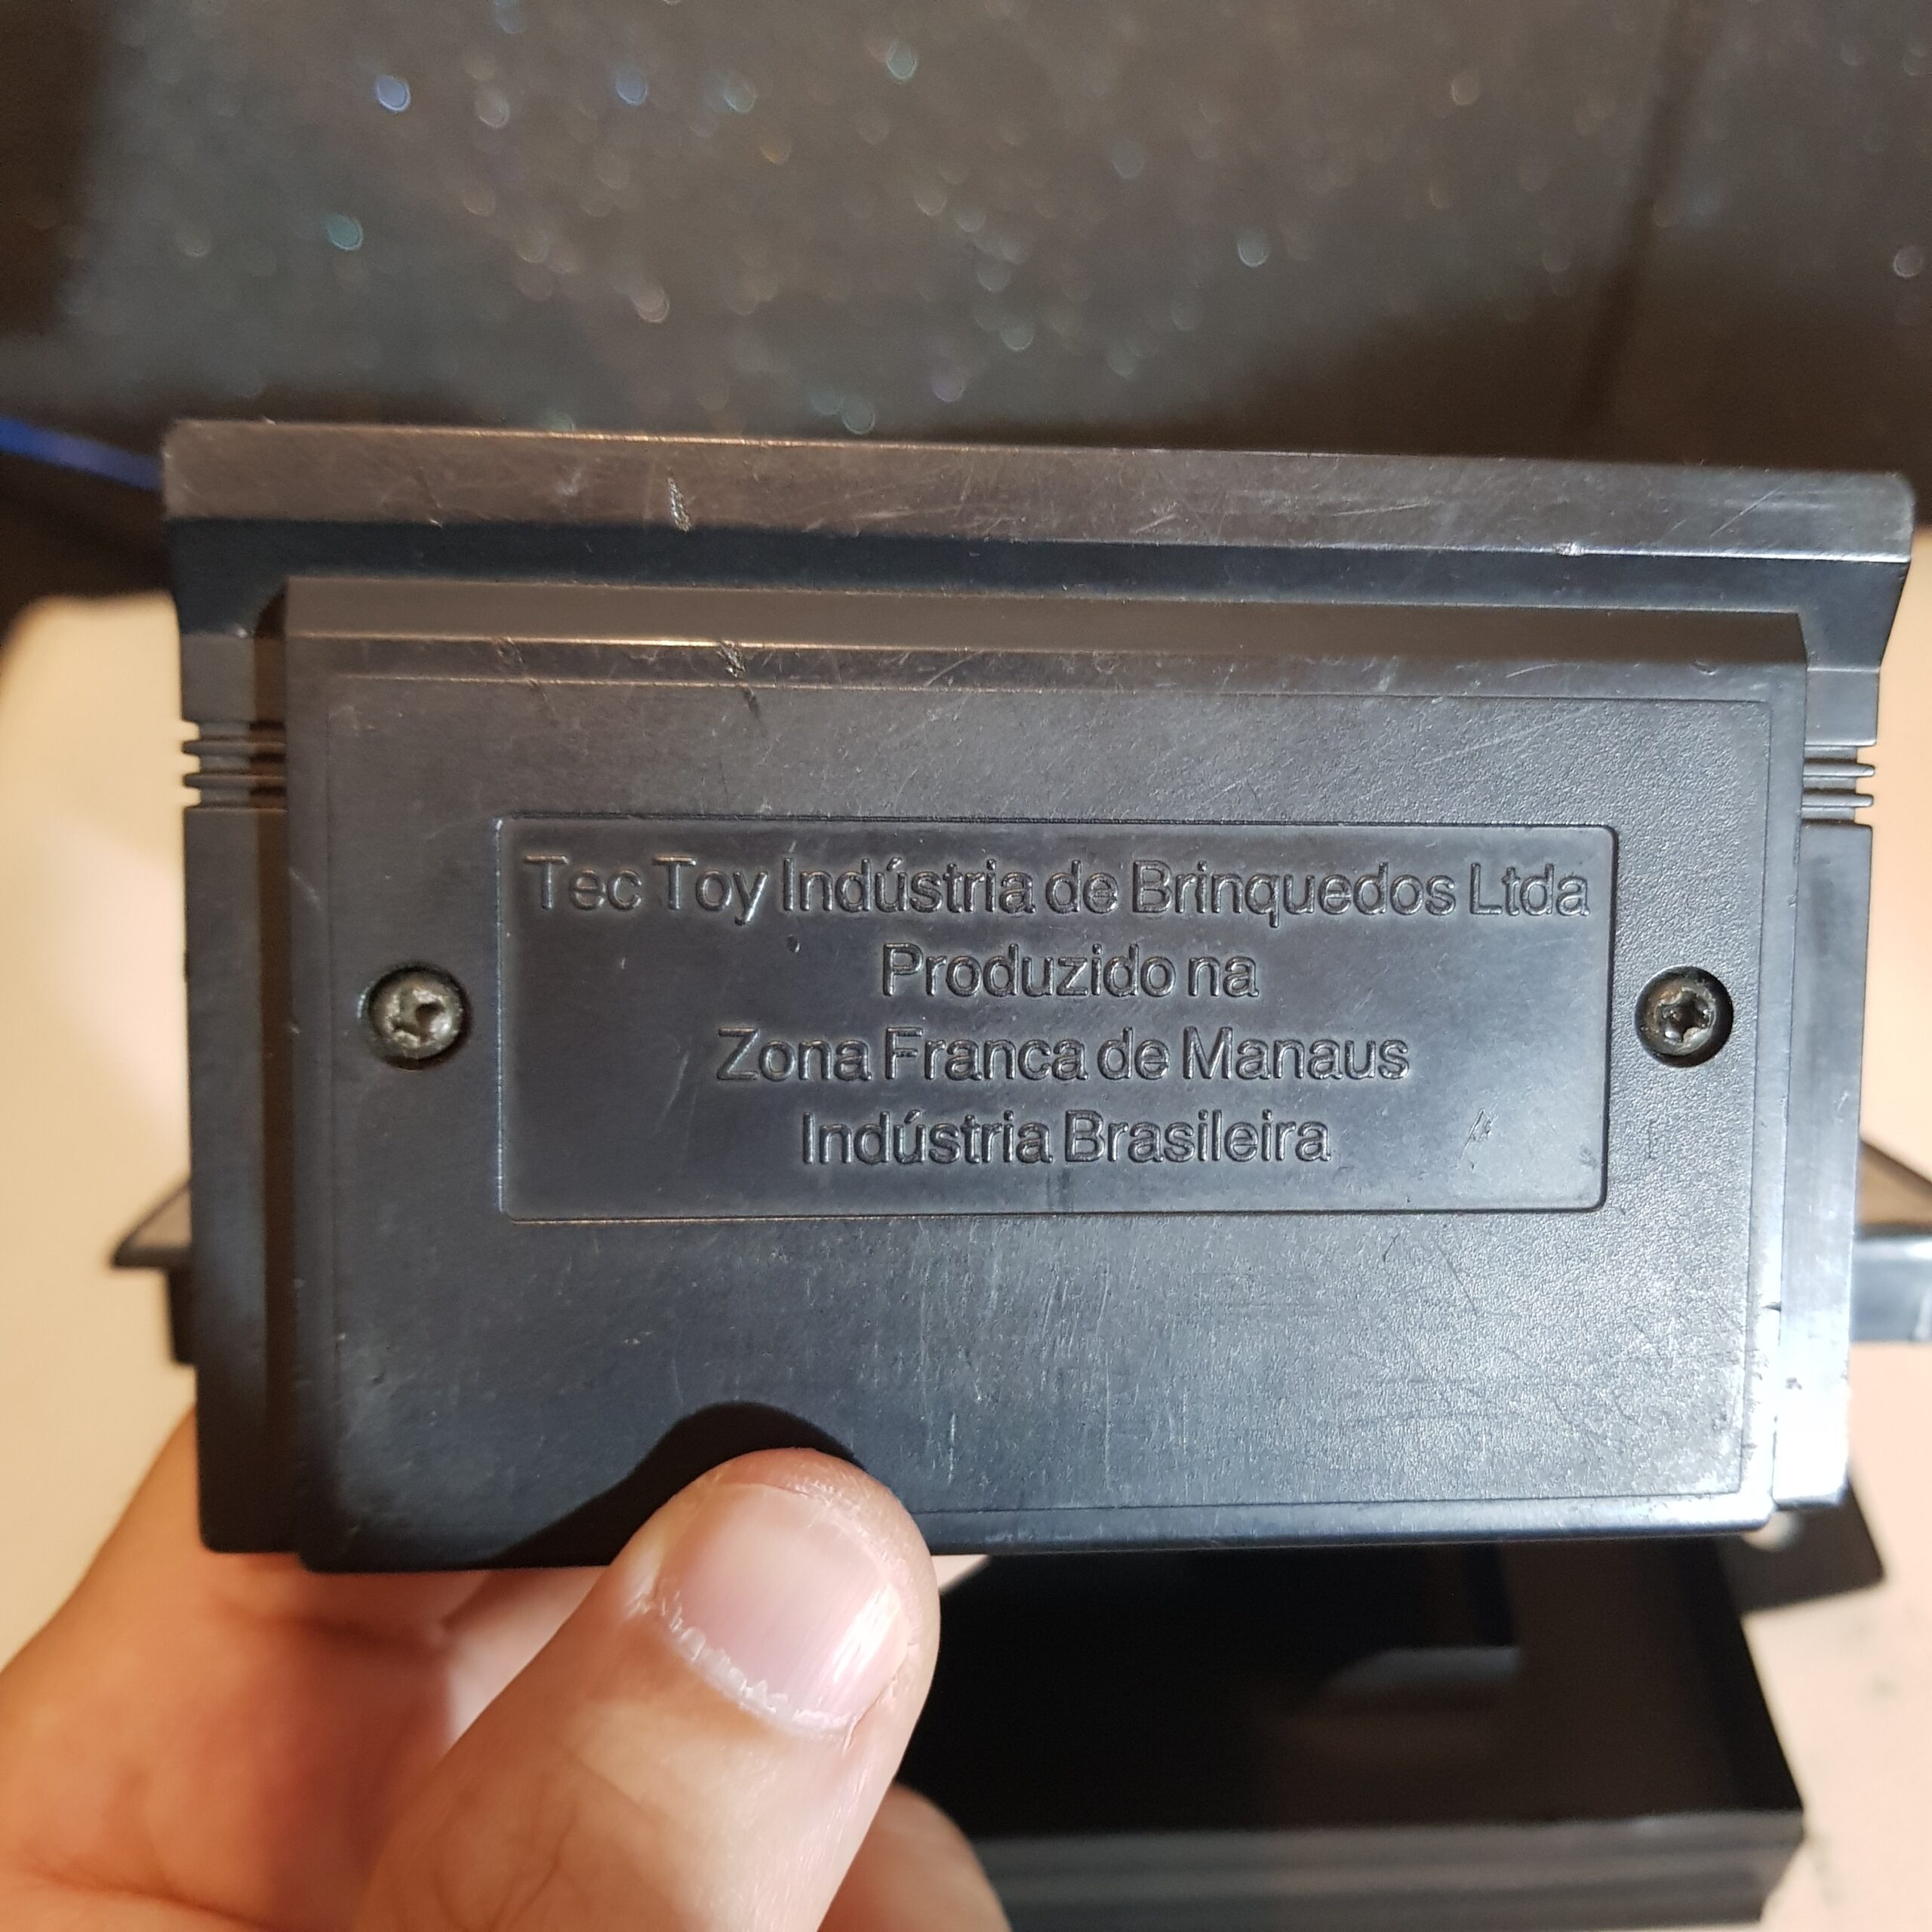 Tec Toy Indústria de Brinquedos Ltda
Produzido na
Zona Franca de Manaus
Indústria Brasileira